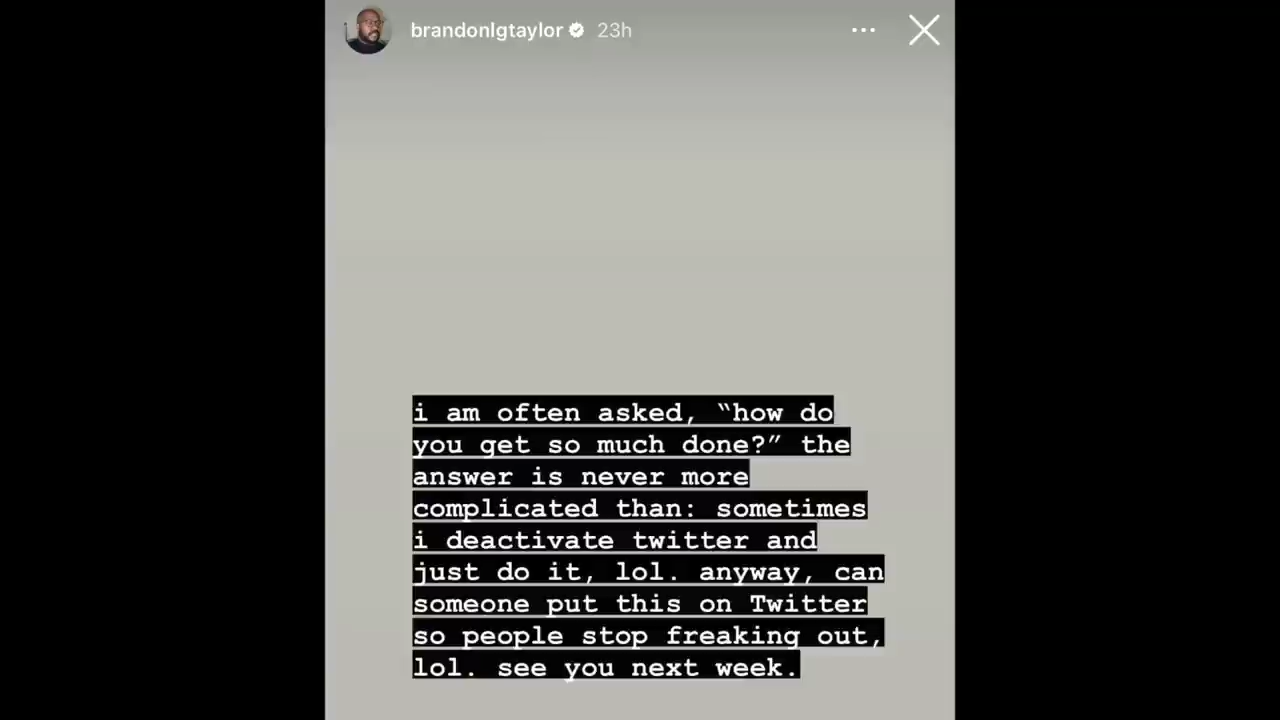 brandonlgtaylor 23h
i am often asked, “how do
you get so much done?” the
answer is never more
complicated than: sometimes
i deactivate twitter and
just do it, lol. anyway, can
someone put this on Twitter
so people stop freaking out,
lol. see you next week.